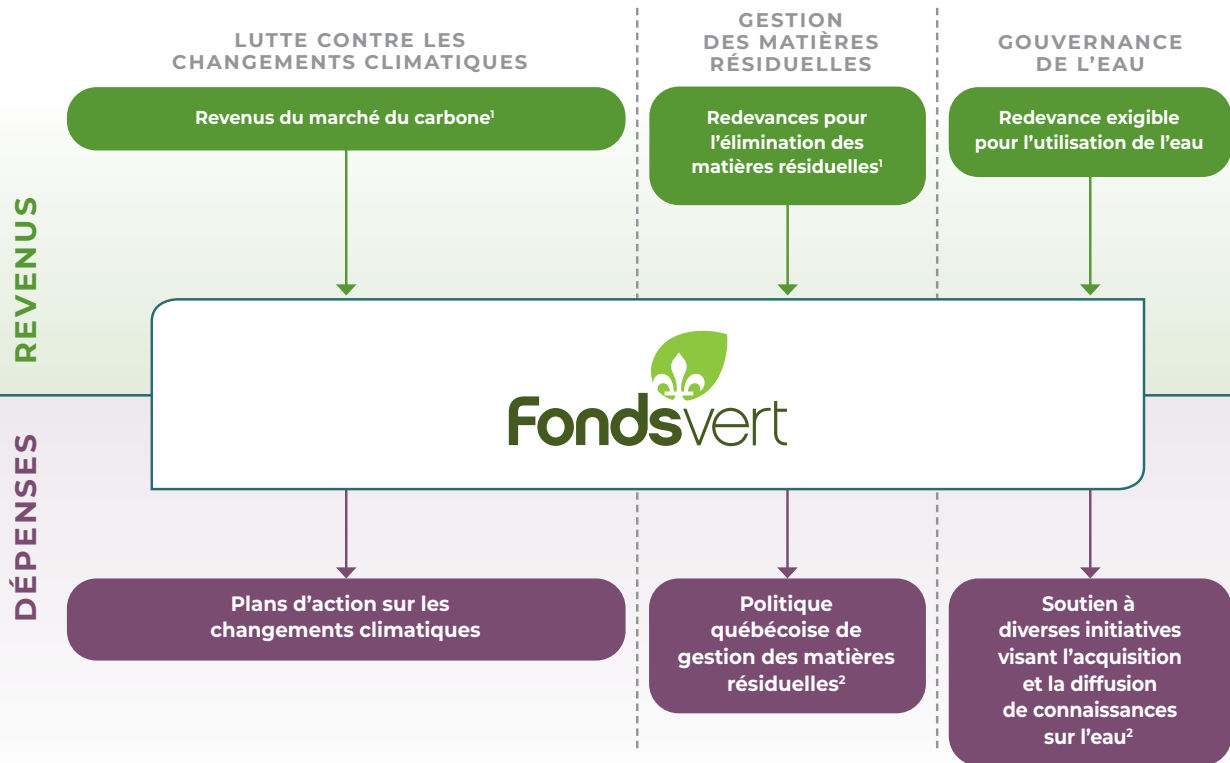 LUTTE CONTRE LES
CHANGEMENTS CLIMATIQUES
GESTION
DES MATIÈRES
RÉSIDUELLES
GOUVERNANCE
DE L’EAU
REVENUS
Revenus du marché du carbone¹
Redevances pour
l’élimination des
matières résiduelles¹
Redevance exigible
pour l’utilisation de l’eau
Fondsvert
DÉPENSES
Plans d’action sur les
changements climatiques
Politique
québécoise de
gestion des matières
résiduelles²
Soutien à
diverses initiatives
visant l’acquisition
et la diffusion
de connaissances
sur l’eau²